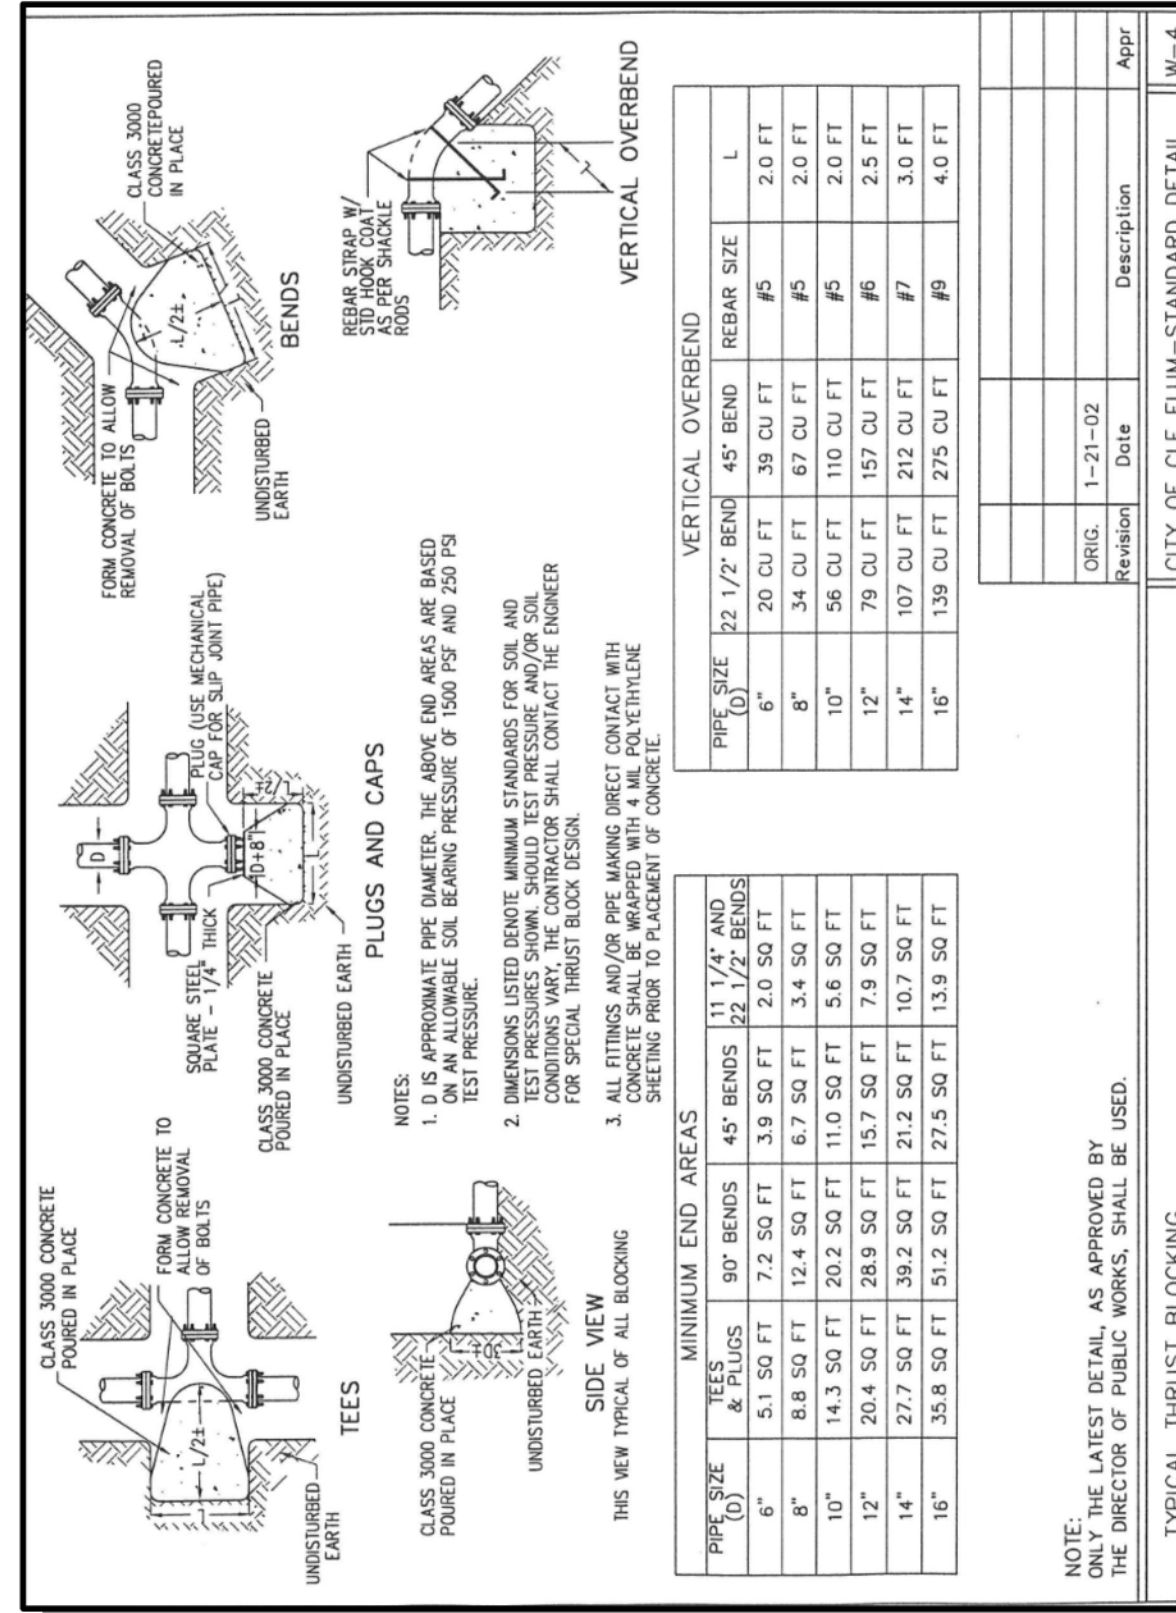 CLASS 3000 CONCRETE
POURED IN PLACE
FORM CONCRETE TO
ALLOW REMOVAL
OF BOLTS
L/2±
L
UNDISTURBED
EARTH
TEES
SQUARE STEEL
PLATE - 1/4" THICK
D
PLUG (USE MECHANICAL
CAP FOR SLIP JOINT PIPE)
D+8"
L/2±
L
CLASS 3000 CONCRETE
POURED IN PLACE
UNDISTURBED EARTH
PLUGS AND CAPS
FORM CONCRETE TO ALLOW
REMOVAL OF BOLTS
CLASS 3000
CONCRETEPOURED
IN PLACE
L/2±
L
UNDISTURBED
EARTH
BENDS
CLASS 3000 CONCRETE
POURED IN PLACE
3D±
UNDISTURBED EARTH
SIDE VIEW
THIS VIEW TYPICAL OF ALL BLOCKING
REBAR STRAP W/
STD HOOK COAT
AS PER SHACKLE
RODS
L
VERTICAL OVERBEND
NOTES:
1. D IS APPROXIMATE PIPE DIAMETER. THE ABOVE END AREAS ARE BASED
ON AN ALLOWABLE SOIL BEARING PRESSURE OF 1500 PSF AND 250 PSI
TEST PRESSURE.
2. DIMENSIONS LISTED DENOTE MINIMUM STANDARDS FOR SOIL AND
TEST PRESSURES SHOWN. SHOULD TEST PRESSURE AND/OR SOIL
CONDITIONS VARY, THE CONTRACTOR SHALL CONTACT THE ENGINEER
FOR SPECIAL THRUST BLOCK DESIGN.
3. ALL FITTINGS AND/OR PIPE MAKING DIRECT CONTACT WITH
CONCRETE SHALL BE WRAPPED WITH 4 MIL POLYETHYLENE
SHEETING PRIOR TO PLACEMENT OF CONCRETE.
MINIMUM END AREAS
PIPE SIZE (D) TEES & PLUGS 90° BENDS 45° BENDS 11 1/4° AND 22 1/2° BENDS
6" 5.1 SQ FT 7.2 SQ FT 3.9 SQ FT 2.0 SQ FT
8" 8.8 SQ FT 12.4 SQ FT 6.7 SQ FT 3.4 SQ FT
10" 14.3 SQ FT 20.2 SQ FT 11.0 SQ FT 5.6 SQ FT
12" 20.4 SQ FT 28.9 SQ FT 15.7 SQ FT 7.9 SQ FT
14" 27.7 SQ FT 39.2 SQ FT 21.2 SQ FT 10.7 SQ FT
16" 35.8 SQ FT 51.2 SQ FT 27.5 SQ FT 13.9 SQ FT
VERTICAL OVERBEND
PIPE SIZE (D) 22 1/2° BEND 45° BEND REBAR SIZE L
6" 20 CU FT 39 CU FT #5 2.0 FT
8" 34 CU FT 67 CU FT #5 2.0 FT
10" 56 CU FT 110 CU FT #5 2.0 FT
12" 79 CU FT 157 CU FT #6 2.5 FT
14" 107 CU FT 212 CU FT #7 3.0 FT
16" 139 CU FT 275 CU FT #9 4.0 FT
NOTE:
ONLY THE LATEST DETAIL, AS APPROVED BY
THE DIRECTOR OF PUBLIC WORKS, SHALL BE USED.
ORIG. 1-21-02
Revision Date Description Appr
TYPICAL THRUST BLOCKING
CITY OF CLE ELUM-STANDARD DETAIL
W-4